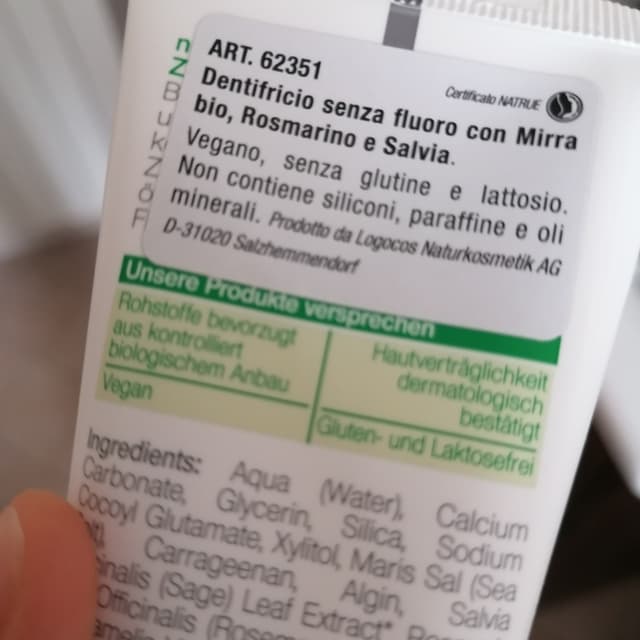 ART. 62351
Certificato NATRUE
Dentifricio senza fluoro con Mirra
bio, Rosmarino e Salvia.
Vegano, senza glutine e lattosio.
Non contiene siliconi, paraffine e oli
minerali. Prodotto da Logocos Naturkosmetik AG
D-31020 Salzhemmendorf
Unsere Produkte versprechen
Rohstoffe bevorzugt
aus kontrolliert
biologischem Anbau
Vegan
Hautverträglichkeit
dermatologisch
bestätigt
Gluten- und Laktosefrei
Ingredients: Aqua (Water), Calcium
Carbonate, Glycerin, Silica, Sodium
Cocoyl Glutamate, Xylitol, Maris Sal (Sea
Carrageenan, Algin, Salvia
(Sage) Leaf Extract*
Officinalis